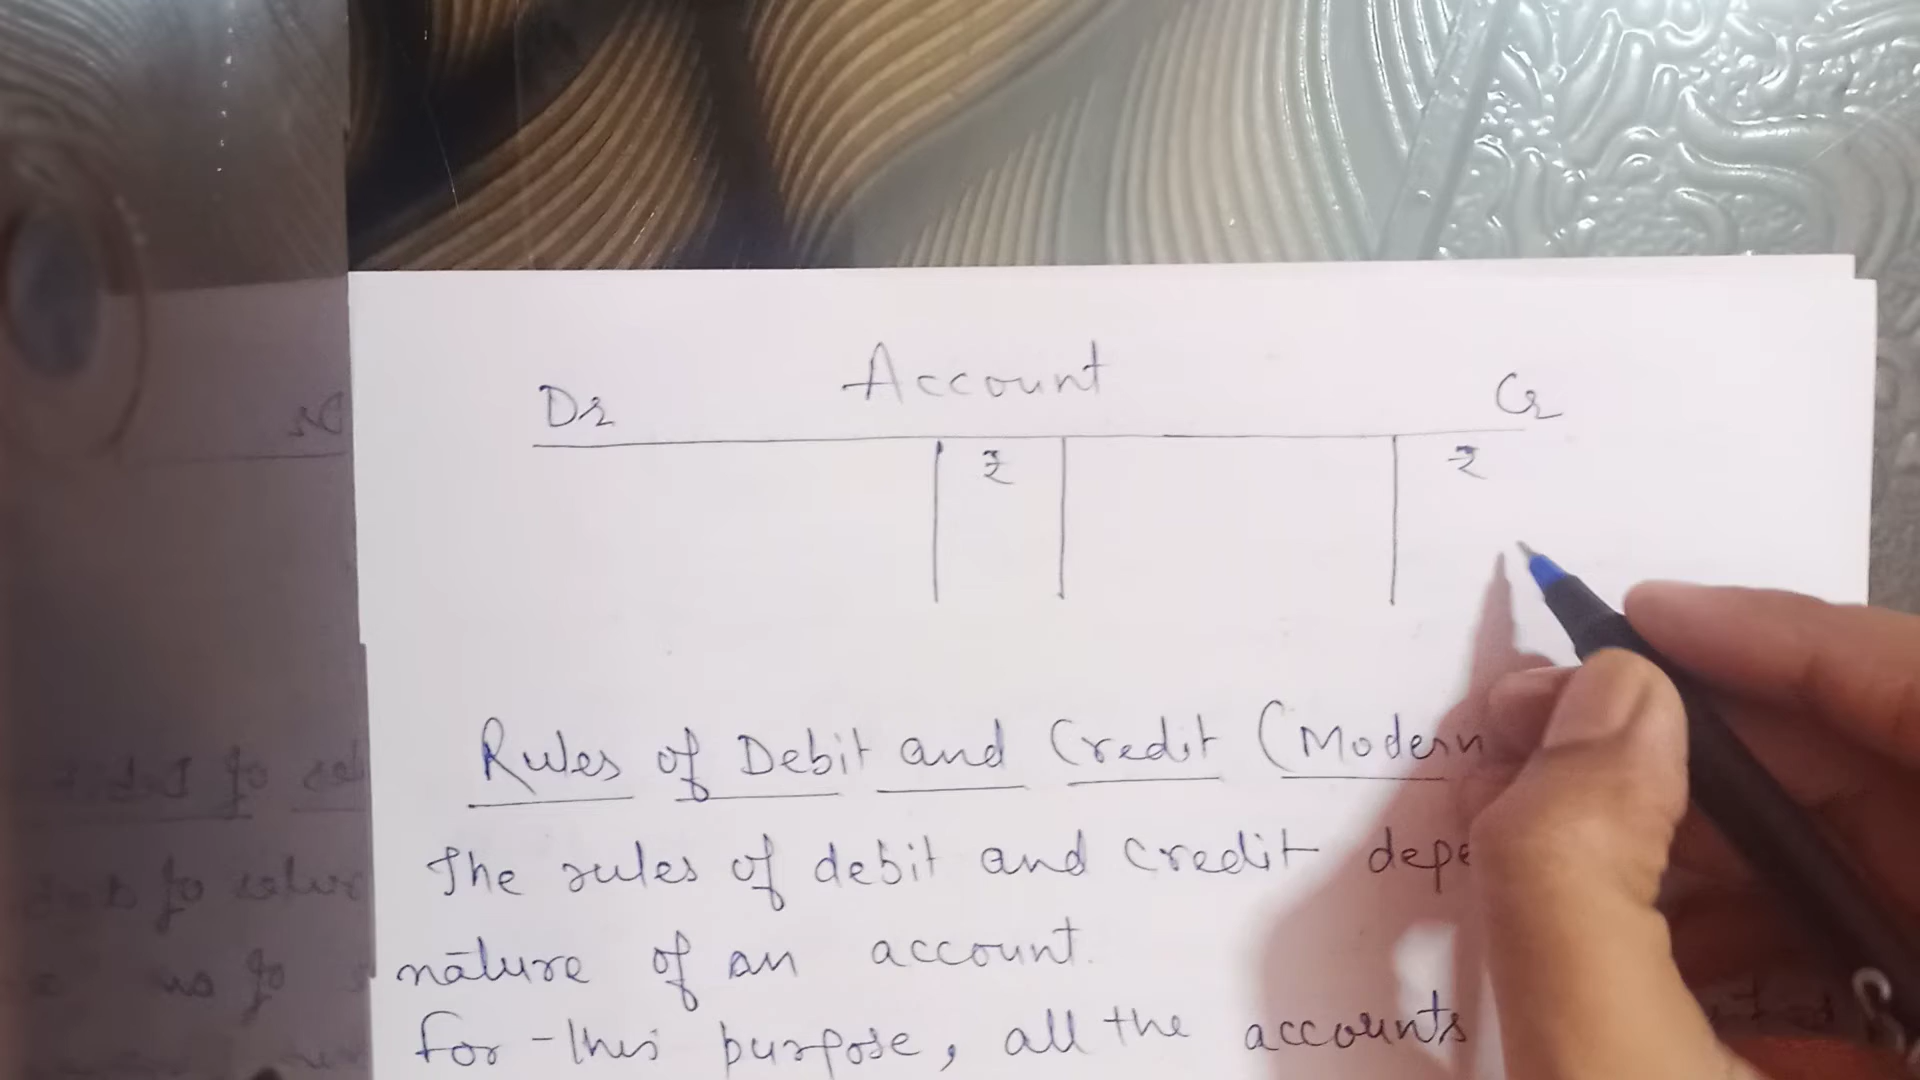 Account
Dr Cr
₹ ₹
Rules of Debit and Credit (Modern
The rules of debit and credit depe
nature of an account.
for this purpose, all the accounts